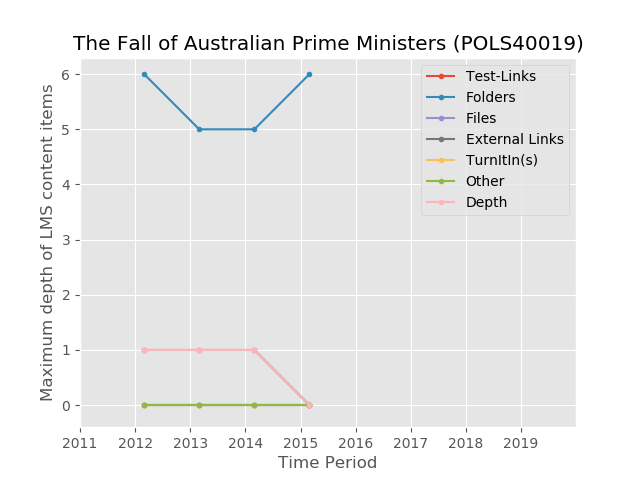 The Fall of Australian Prime Ministers (POLS40019)
Test-Links
Folders
Files
External Links
TurnItIn(s)
Other
Depth
Maximum depth of LMS content items
6
5
4
3
2
1
0
2011 2012 2013 2014 2015 2016 2017 2018 2019
Time Period